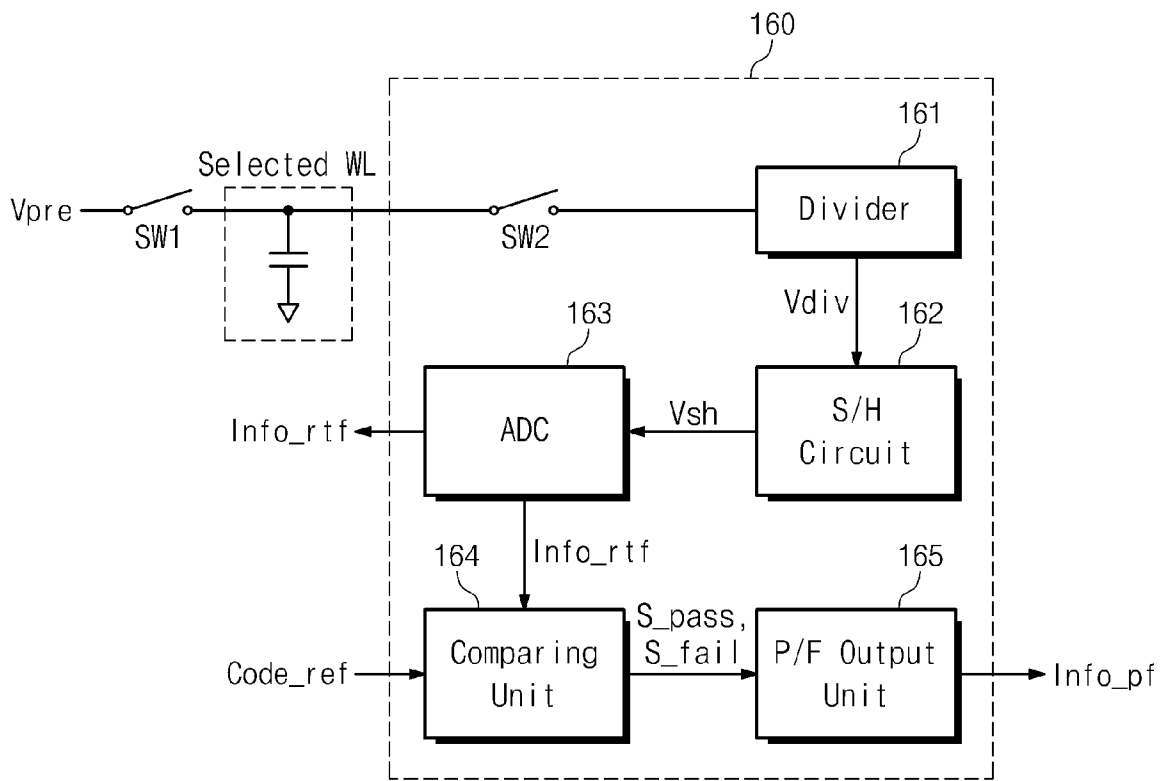 160
161
Selected WL
Vpre
SW1
SW2
Divider
Vdiv
163
162
Info_rtf
ADC
Vsh
S/H
Circuit
Info_rtf
164
165
S_pass,
S_fail
Code_ref
Comparing
Unit
P/F Output
Unit
Info_pf